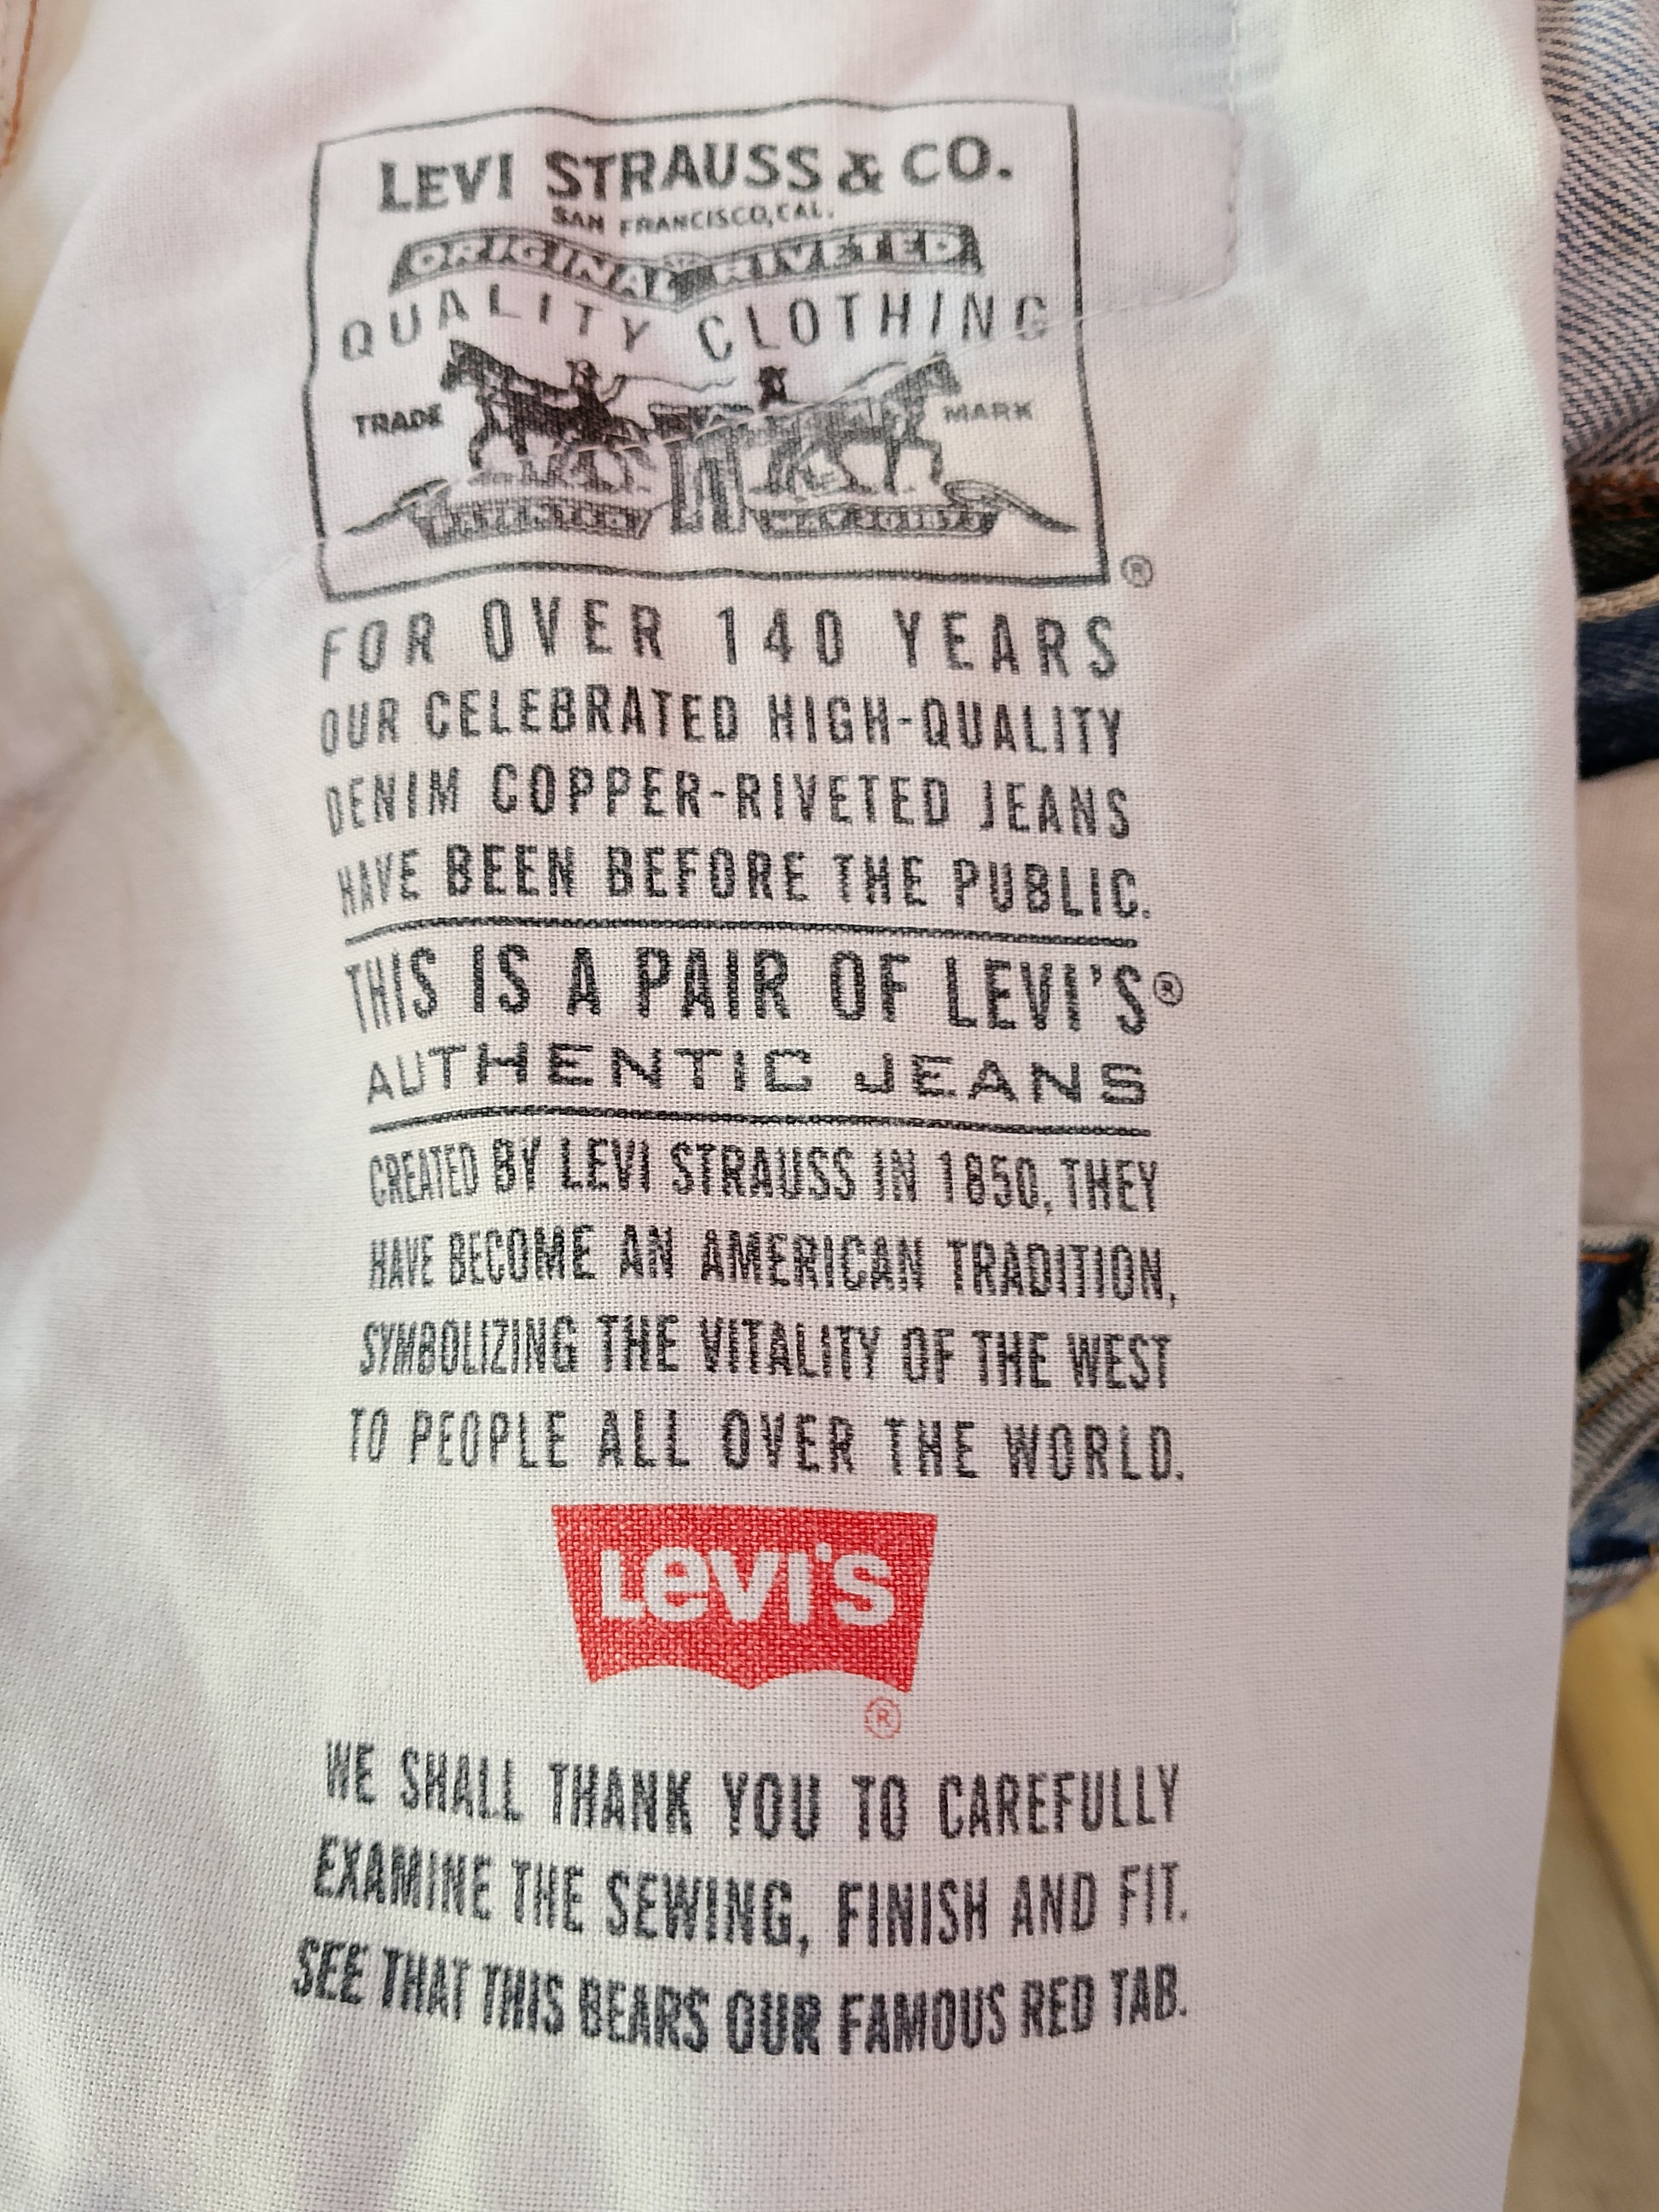 LEVI STRAUSS & CO.
SAN FRANCISCO, CAL.
ORIGINAL RIVETED
QUALITY CLOTHING
TRADE MARK
PATENTED MAY 20 1873
®
FOR OVER 140 YEARS
OUR CELEBRATED HIGH-QUALITY
DENIM COPPER-RIVETED JEANS
HAVE BEEN BEFORE THE PUBLIC.
THIS IS A PAIR OF LEVI'S®
AUTHENTIC JEANS
CREATED BY LEVI STRAUSS IN 1850, THEY
HAVE BECOME AN AMERICAN TRADITION,
SYMBOLIZING THE VITALITY OF THE WEST
TO PEOPLE ALL OVER THE WORLD.
LEVI'S
®
WE SHALL THANK YOU TO CAREFULLY
EXAMINE THE SEWING, FINISH AND FIT.
SEE THAT THIS BEARS OUR FAMOUS RED TAB.